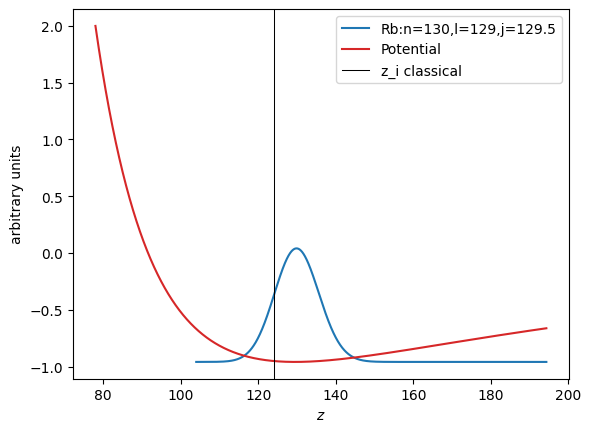 2.0
1.5
1.0
0.5
0.0
−0.5
−1.0
arbitrary units
Rb:n=130,l=129,j=129.5
Potential
z_i classical
80 100 120 140 160 180 200
z